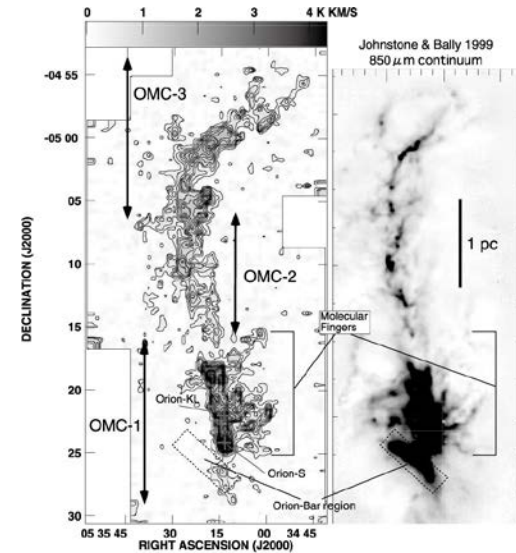 0 1 2 3 4 K KM/S
Johnstone & Bally 1999
850 μm continuum
-04 55
OMC-3
-05 00
05
1 pc
OMC-2
10
DECLINATION (J2000)
15
Molecular
Fingers
20
Orion-KL
OMC-1
25
Orion-S
Orion-Bar region
30
05 35 45 30 15 00 34 45
RIGHT ASCENSION (J2000)